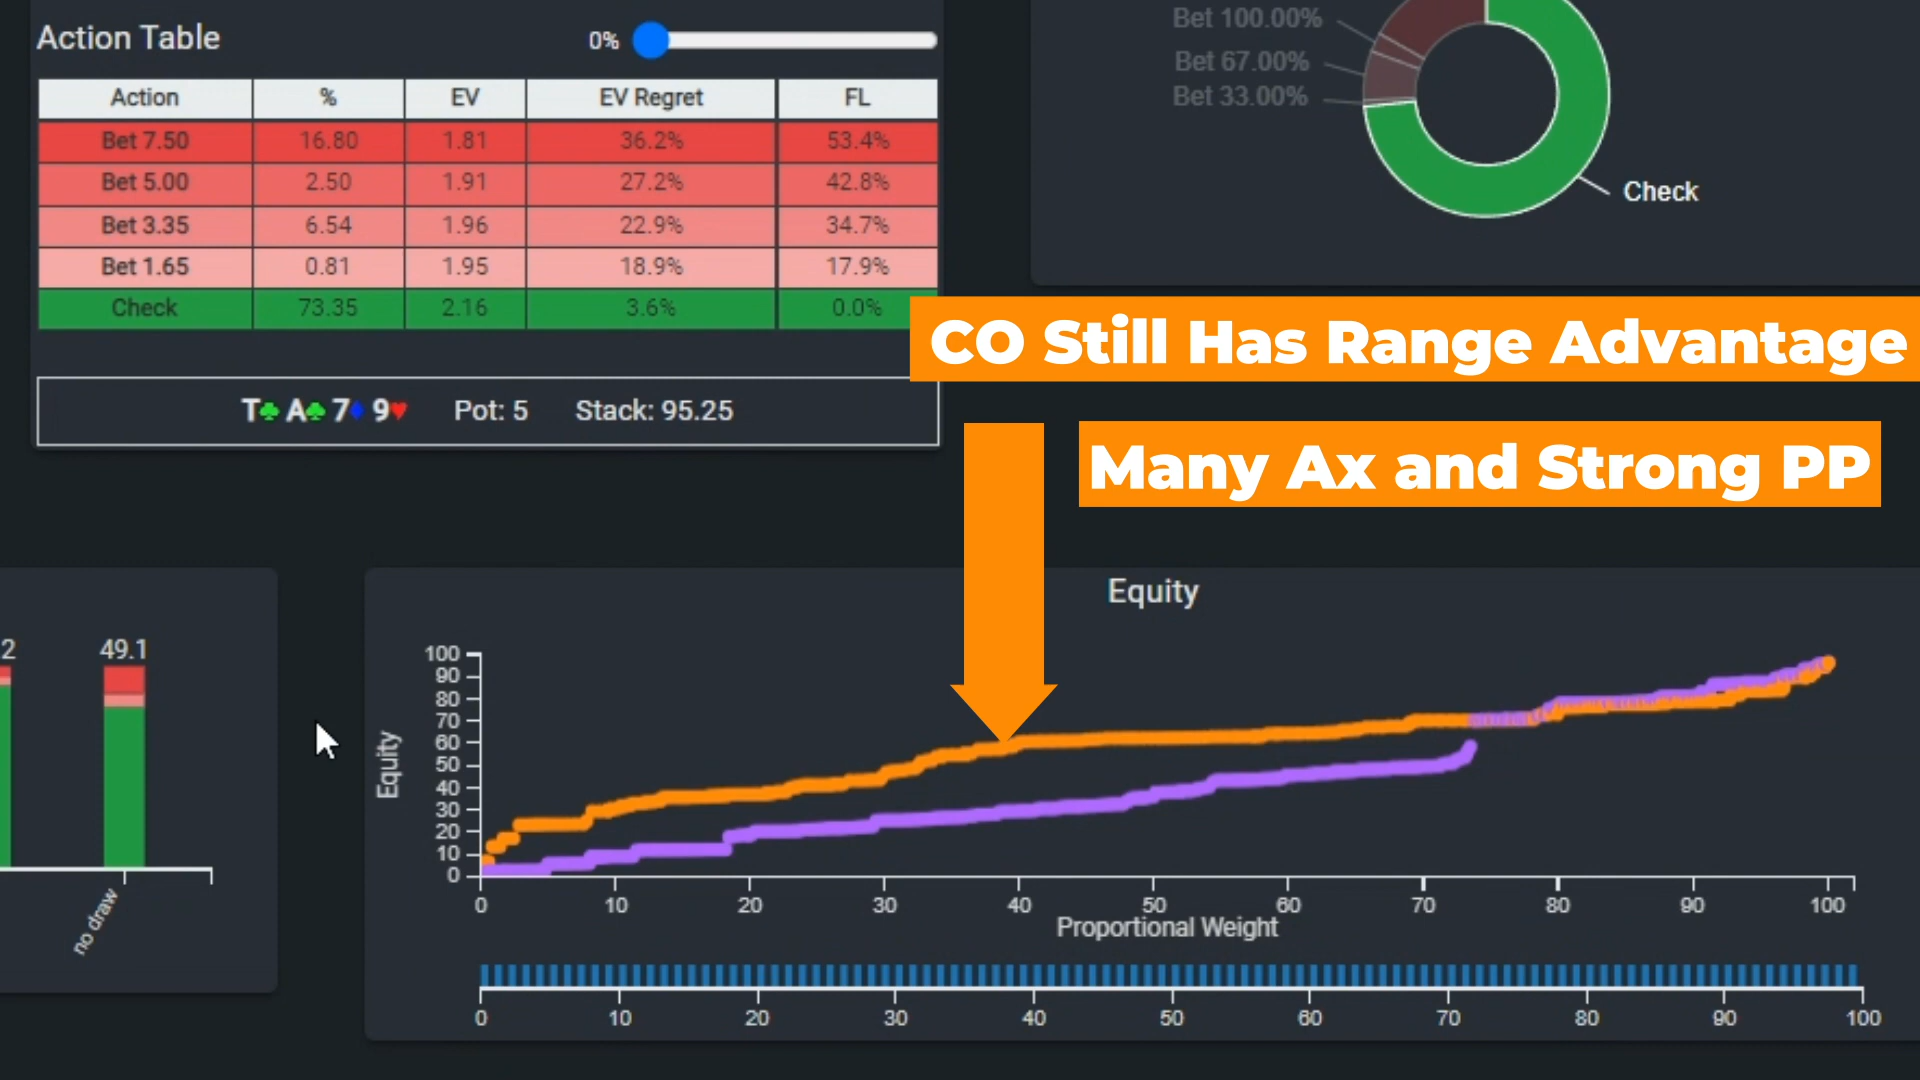 Action Table
0%
Action % EV EV Regret FL
Bet 7.50 16.80 1.81 36.2% 53.4%
Bet 5.00 2.50 1.91 27.2% 42.8%
Bet 3.35 6.54 1.96 22.9% 34.7%
Bet 1.65 0.81 1.95 18.9% 17.9%
Check 73.35 2.16 3.6% 0.0%
T♣ A♣ 7♦ 9♥ Pot: 5 Stack: 95.25
Bet 100.00%
Bet 67.00%
Bet 33.00%
Check
CO Still Has Range Advantage
Many Ax and Strong PP
2
49.1
no draw
Equity
Equity
100
90
80
70
60
50
40
30
20
10
0
0 10 20 30 40 50 60 70 80 90 100
Proportional Weight
0 10 20 30 40 50 60 70 80 90 100